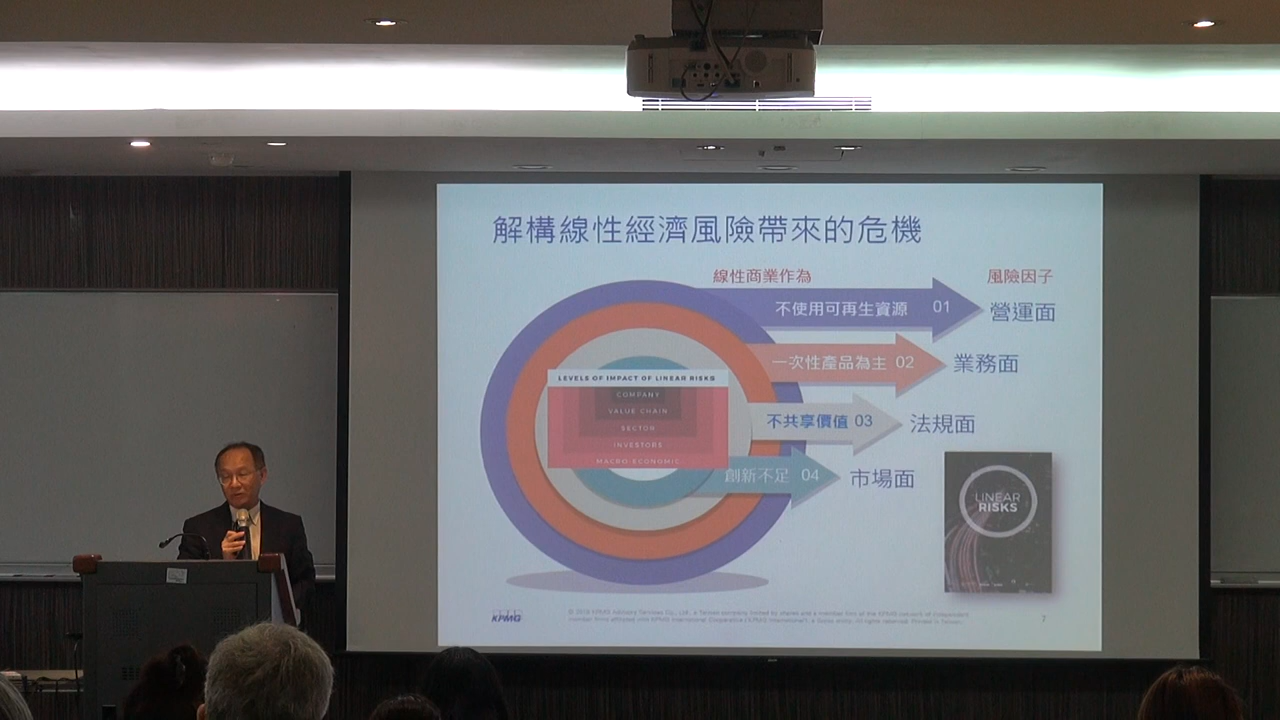 解構線性經濟風險帶來的危機
線性商業作為
風險因子
不使用可再生資源 01
營運面
一次性產品為主 02
業務面
不共享價值 03
法規面
創新不足 04
市場面
LEVELS OF IMPACT OF LINEAR RISKS
COMPANY
VALUE CHAIN
SECTOR
INVESTORS
MACRO-ECONOMIC
LINEAR
RISKS
KPMG
7